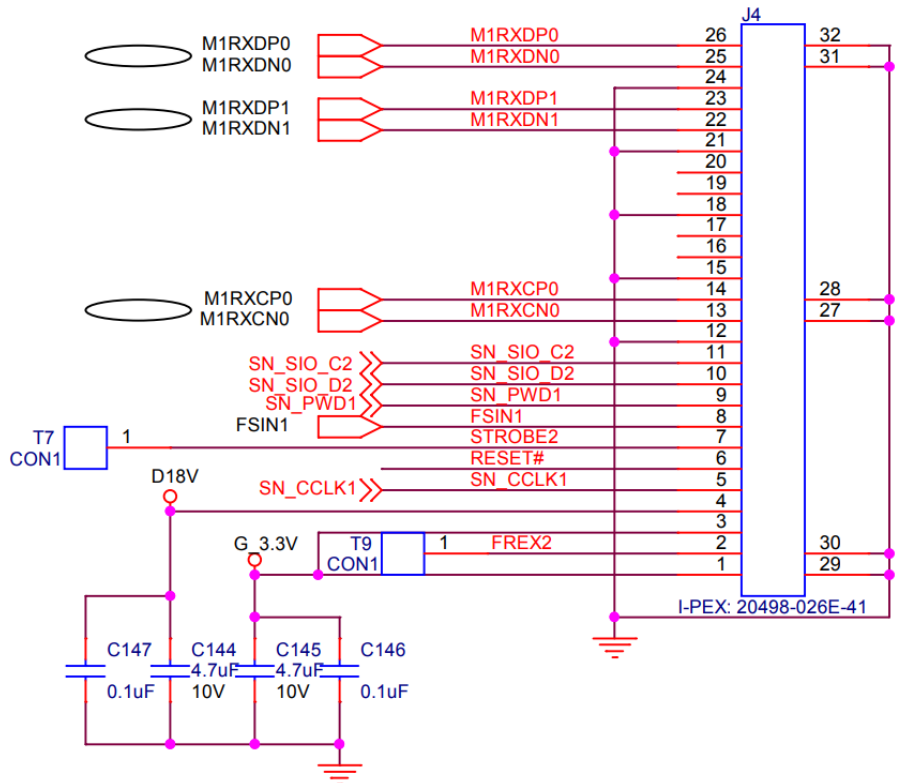 J4
M1RXDP0 M1RXDP0 26 32
M1RXDN0 M1RXDN0 25 31
24
M1RXDP1 M1RXDP1 23
M1RXDN1 M1RXDN1 22
21
20
19
18
17
16
15
M1RXCP0 M1RXCP0 14 28
M1RXCN0 M1RXCN0 13 27
12
SN_SIO_C2 SN_SIO_C2 11
SN_SIO_D2 SN_SIO_D2 10
SN_PWD1 SN_PWD1 9
FSIN1 FSIN1 8
T7 1 STROBE2 7
CON1
RESET# 6
D18V
SN_CCLK1 SN_CCLK1 5
4
3
G_3.3V T9 1 FREX2 2 30
CON1 1 29
I-PEX: 20498-026E-41
C147 C144 C145 C146
0.1uF 4.7uF 4.7uF 0.1uF
10V 10V